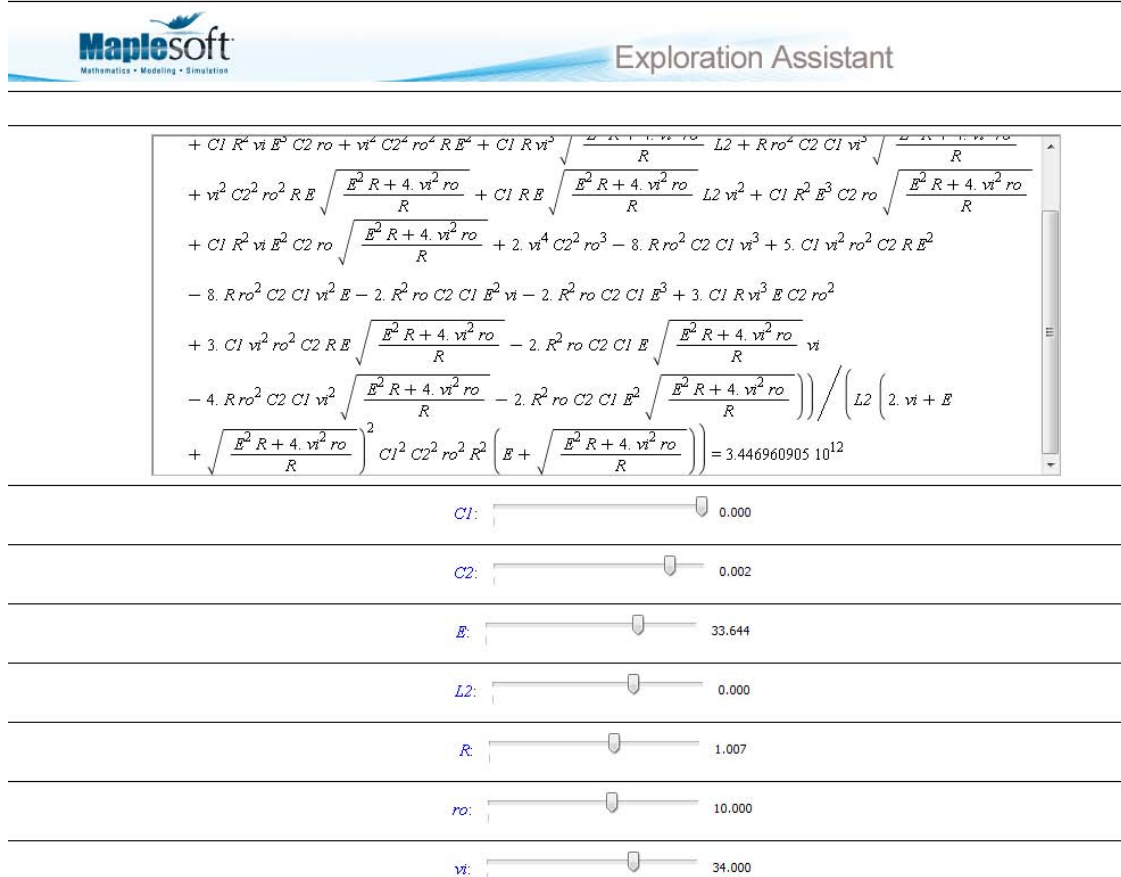 Maplesoft
Mathematics • Modeling • Simulation
Exploration Assistant
+ C1 R² vi E³ C2 ro + vi² C2² ro² R E² + C1 R vi³ √((E² R + 4. vi² ro)/R) L2 + R ro² C2 C1 vi³ √((E² R + 4. vi² ro)/R)
+ vi² C2² ro² R E √((E² R + 4. vi² ro)/R) + C1 R E √((E² R + 4. vi² ro)/R) L2 vi² + C1 R² E³ C2 ro √((E² R + 4. vi² ro)/R)
+ C1 R² vi E² C2 ro √((E² R + 4. vi² ro)/R) + 2. vi⁴ C2² ro³ − 8. R ro² C2 C1 vi³ + 5. C1 vi² ro² C2 R E²
− 8. R ro² C2 C1 vi² E − 2. R² ro C2 C1 E² vi − 2. R² ro C2 C1 E³ + 3. C1 R vi³ E C2 ro²
+ 3. C1 vi² ro² C2 R E √((E² R + 4. vi² ro)/R) − 2. R² ro C2 C1 E √((E² R + 4. vi² ro)/R) vi
− 4. R ro² C2 C1 vi² √((E² R + 4. vi² ro)/R) − 2. R² ro C2 C1 E² √((E² R + 4. vi² ro)/R))) / (L2 (2. vi + E
+ √((E² R + 4. vi² ro)/R))² C1² C2² ro² R² (E + √((E² R + 4. vi² ro)/R))) = 3.446960905 10¹²
C1: 0.000
C2: 0.002
E: 33.644
L2: 0.000
R: 1.007
ro: 10.000
vi: 34.000